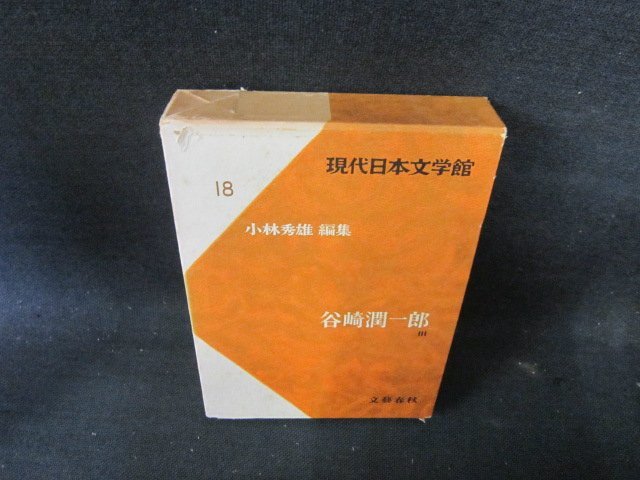 現代日本文学館
18
小林秀雄 編集
谷崎潤一郎
III
文藝春秋